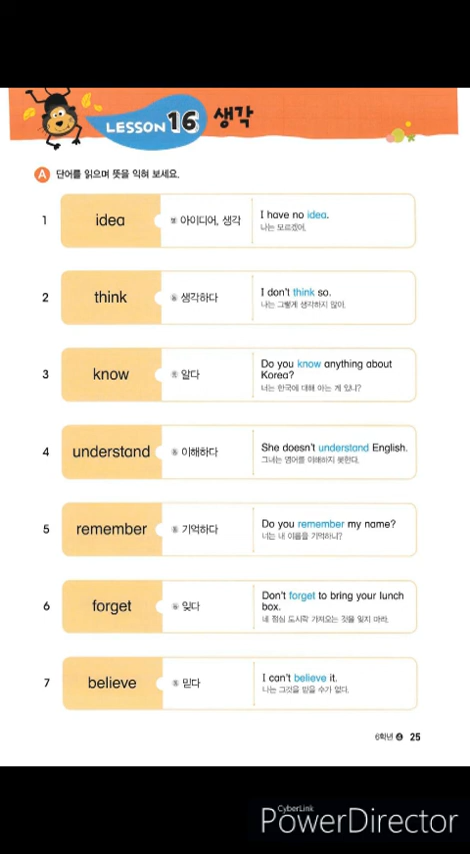 LESSON 16 생각
A 단어를 읽으며 뜻을 익혀 보세요.
1 idea 명 아이디어, 생각 I have no idea.
나는 모르겠어.
2 think 동 생각하다 I don't think so.
나는 그렇게 생각하지 않아.
3 know 동 알다 Do you know anything about
Korea?
너는 한국에 대해 아는 게 있니?
4 understand 동 이해하다 She doesn't understand English.
그녀는 영어를 이해하지 못한다.
5 remember 동 기억하다 Do you remember my name?
너는 내 이름을 기억하니?
6 forget 동 잊다 Don't forget to bring your lunch
box.
네 점심 도시락 가져오는 것을 잊지 마라.
7 believe 동 믿다 I can't believe it.
나는 그것을 믿을 수가 없다.
6학년 25
CyberLink
PowerDirector